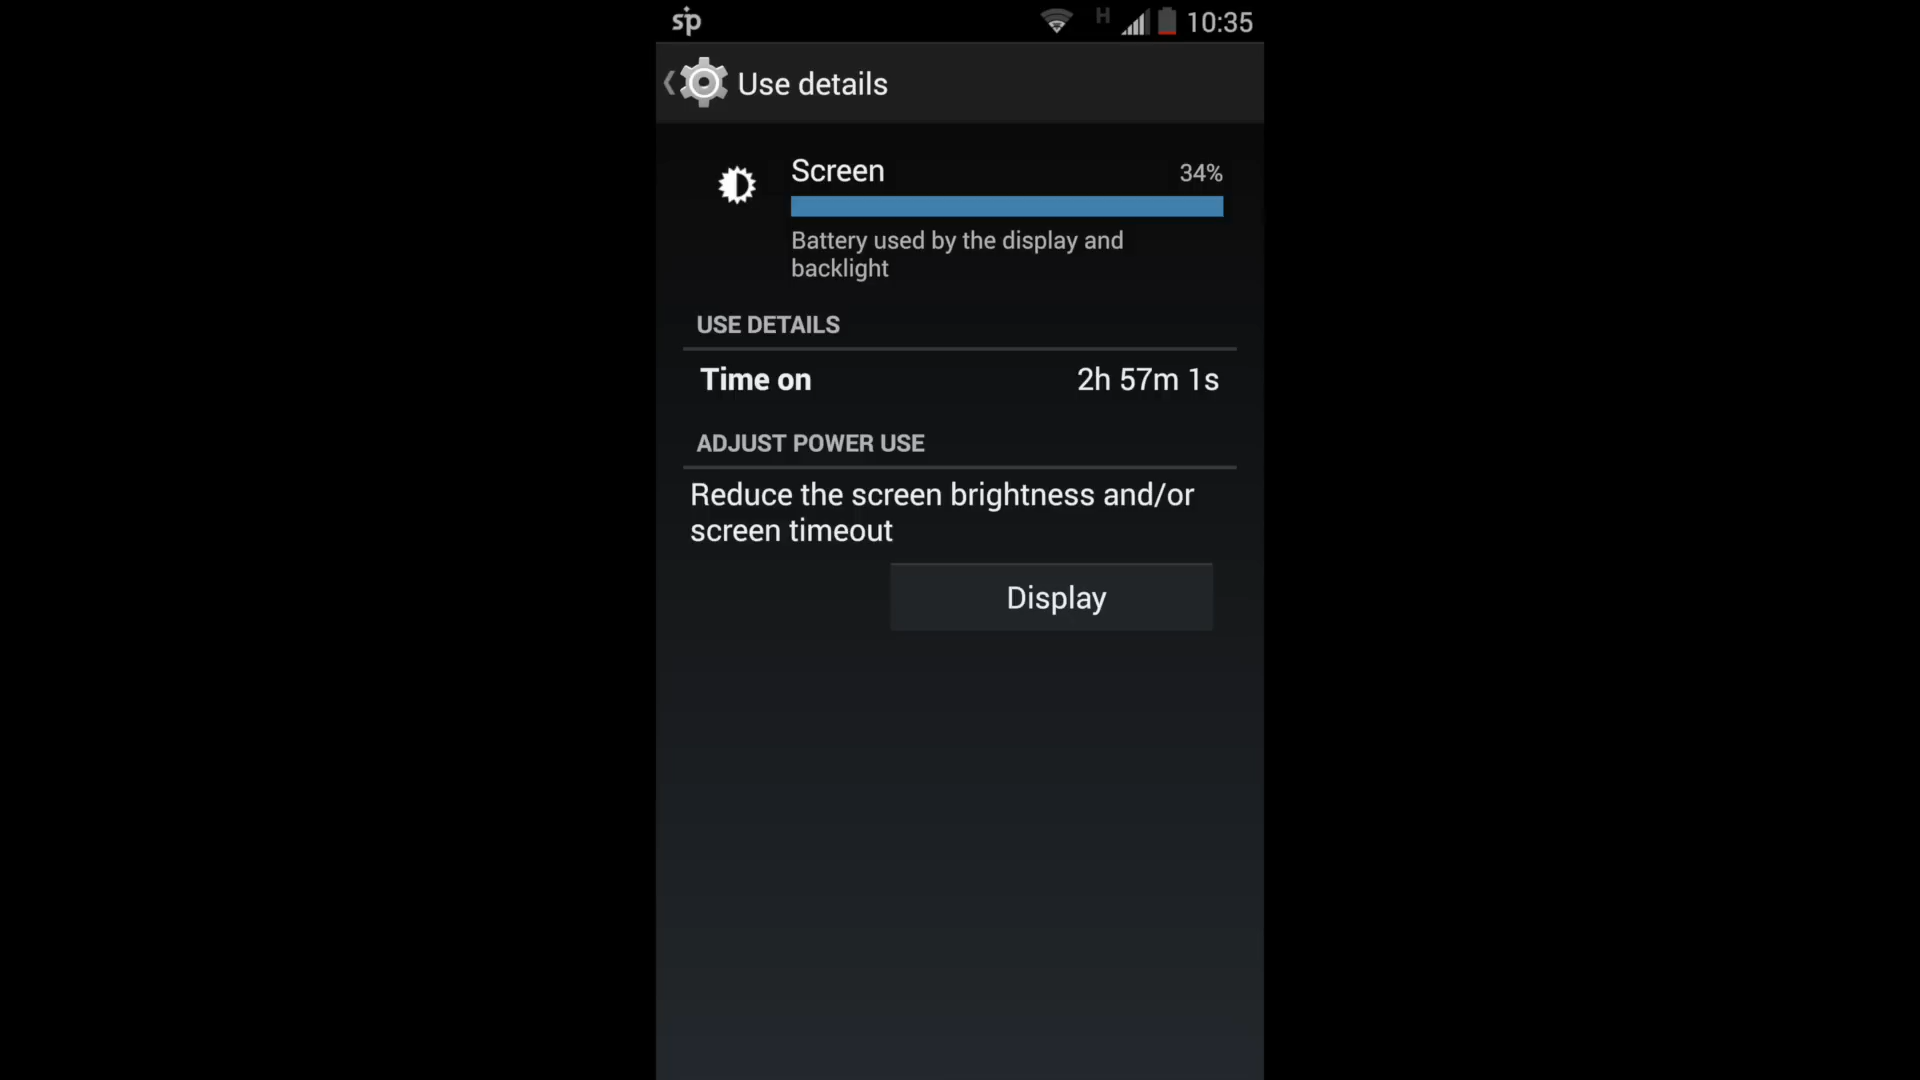 sp H 10:35
Use details
Screen 34%
Battery used by the display and
backlight
USE DETAILS
Time on 2h 57m 1s
ADJUST POWER USE
Reduce the screen brightness and/or
screen timeout
Display